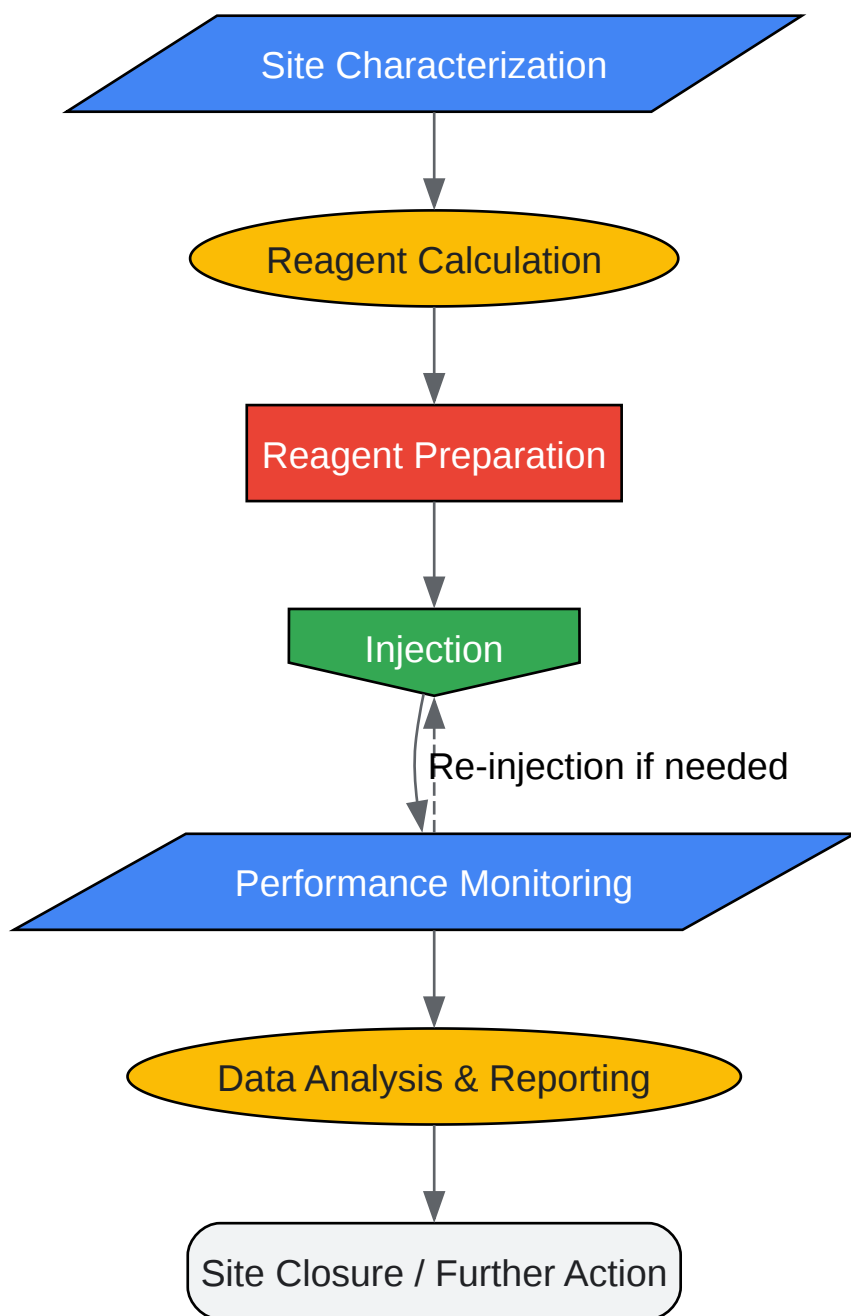 Site Characterization
Reagent Calculation
Reagent Preparation
Injection
Re-injection if needed
Performance Monitoring
Data Analysis & Reporting
Site Closure / Further Action